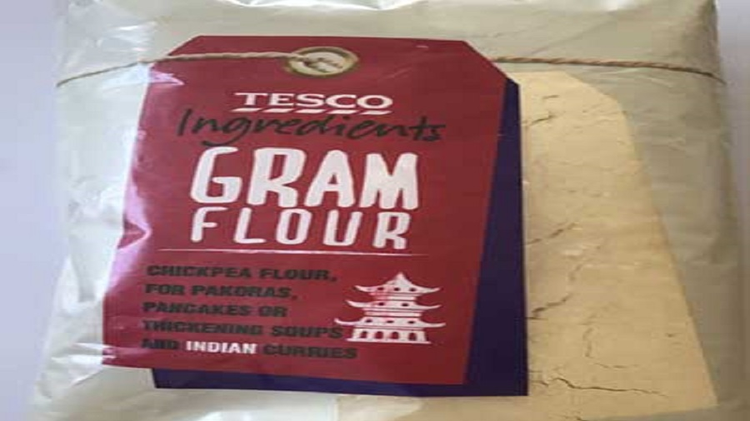 TESCO
Ingredients
GRAM
FLOUR
CHICKPEA FLOUR,
FOR PAKORAS,
PANCAKES OR
THICKENING SOUPS
AND INDIAN CURRIES